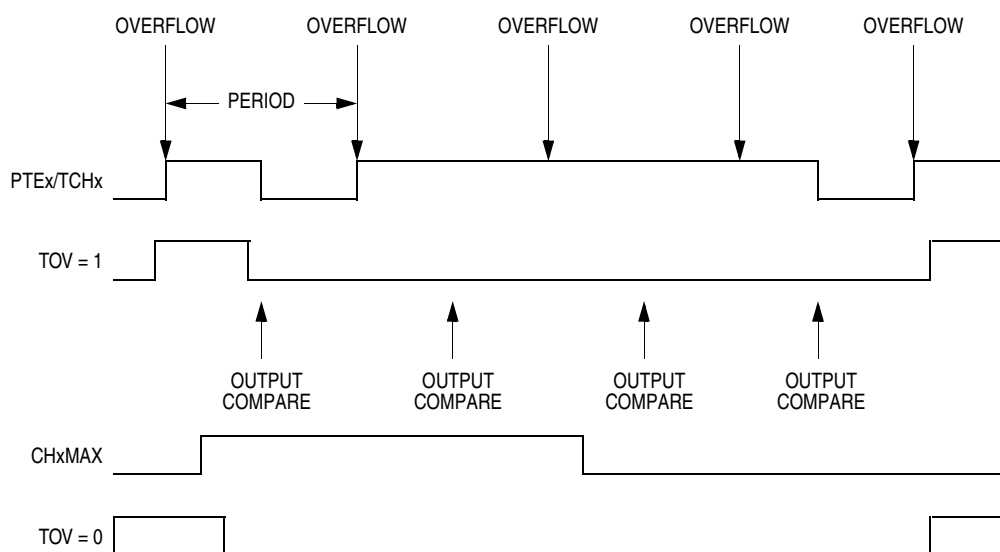 OVERFLOW OVERFLOW OVERFLOW OVERFLOW OVERFLOW
PERIOD
PTEx/TCHx
TOV = 1
OUTPUT COMPARE
OUTPUT COMPARE
OUTPUT COMPARE
OUTPUT COMPARE
CHxMAX
TOV = 0